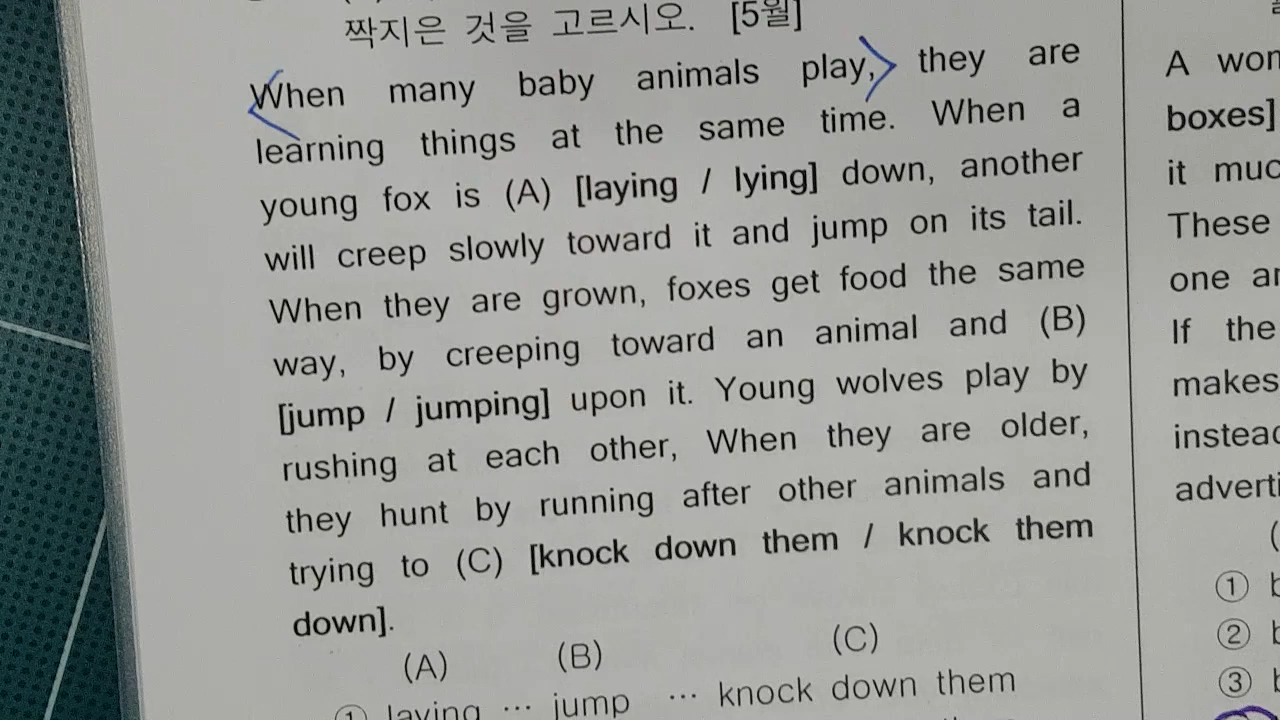 짝지은 것을 고르시오. [5월]
When many baby animals play, they are
learning things at the same time. When a
young fox is (A) [laying / lying] down, another
will creep slowly toward it and jump on its tail.
When they are grown, foxes get food the same
way, by creeping toward an animal and (B)
[jump / jumping] upon it. Young wolves play by
rushing at each other, When they are older,
they hunt by running after other animals and
trying to (C) [knock down them / knock them
down].
(A) (B) (C)
① laying ··· jump ··· knock down them
A
boxes]
it
These
one
If the
makes
①
②
③